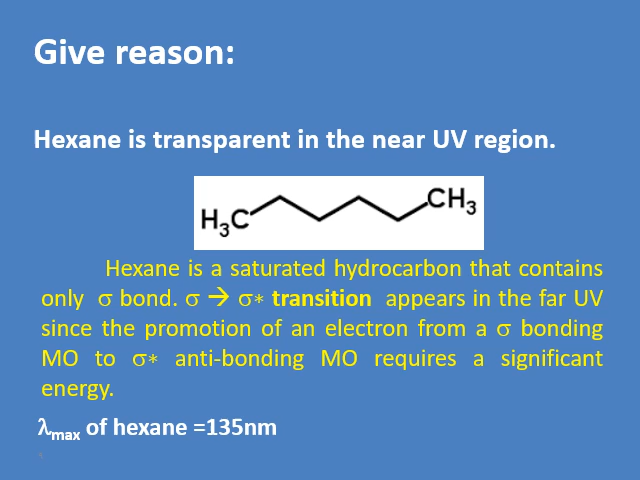 Give reason:
Hexane is transparent in the near UV region.
H₃C CH₃
Hexane is a saturated hydrocarbon that contains
only σ bond. σ → σ* transition appears in the far UV
since the promotion of an electron from a σ bonding
MO to σ* anti-bonding MO requires a significant
energy.
λmax of hexane =135nm